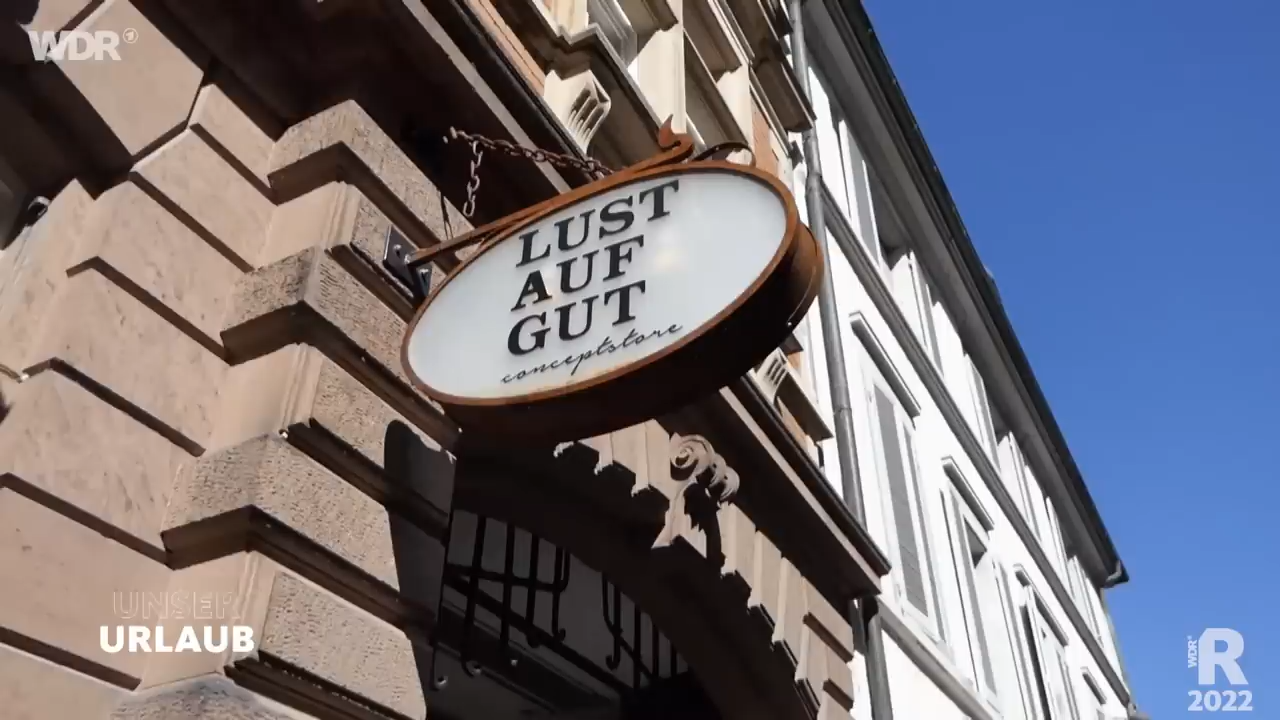 WDR
LUST
AUF
GUT
conceptstore
UNSER
URLAUB
WDR
R
2022